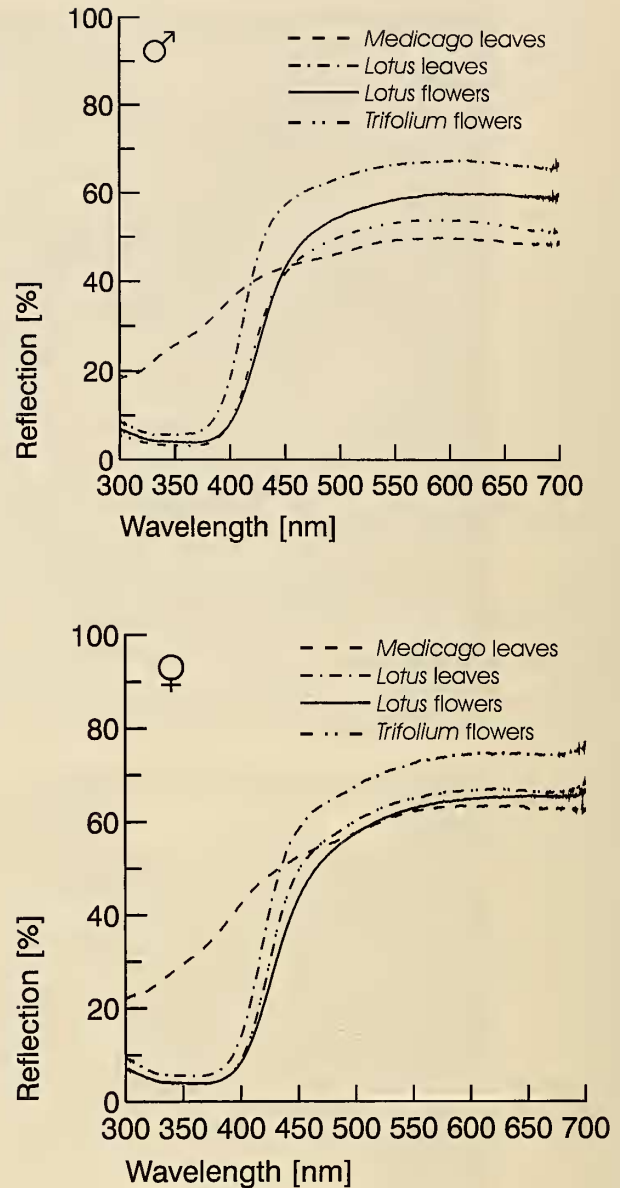 100
80
60
40
20
0
Reflection [%]
♂
Medicago leaves
Lotus leaves
Lotus flowers
Trifolium flowers
300 350 400 450 500 550 600 650 700
Wavelength [nm]
100
80
60
40
20
0
Reflection [%]
♀
Medicago leaves
Lotus leaves
Lotus flowers
Trifolium flowers
300 350 400 450 500 550 600 650 700
Wavelength [nm]